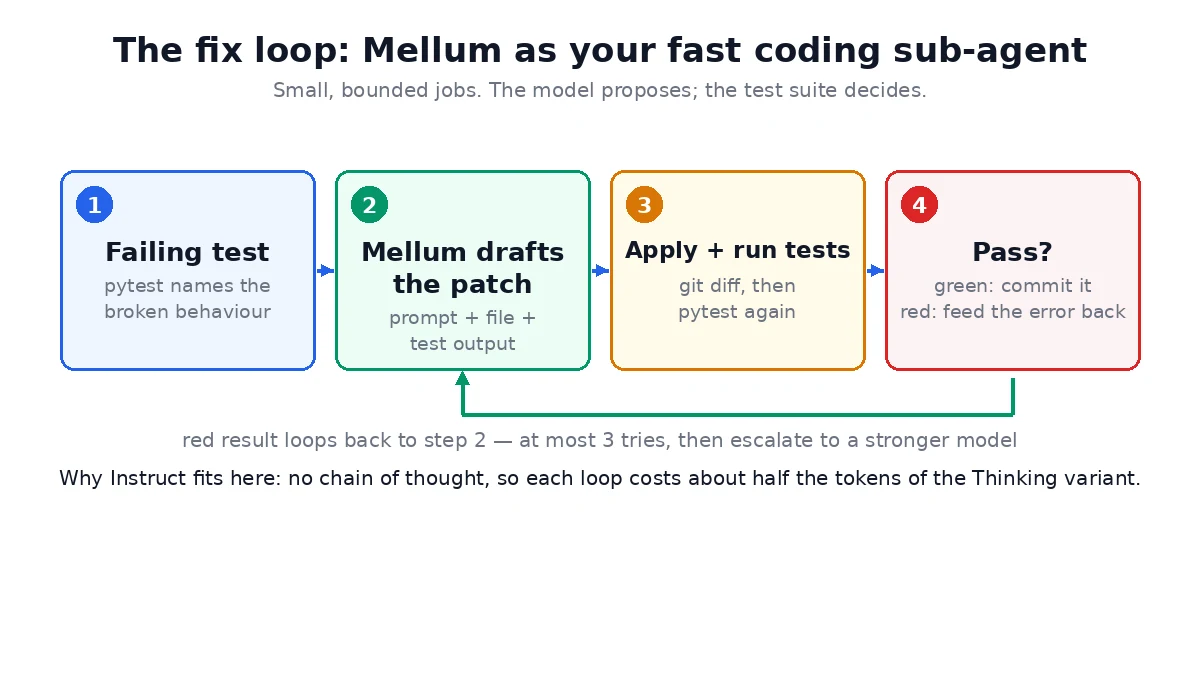 The fix loop: Mellum as your fast coding sub-agent
Small, bounded jobs. The model proposes; the test suite decides.
1
Failing test
pytest names the
broken behaviour
2
Mellum drafts
the patch
prompt + file +
test output
3
Apply + run tests
git diff, then
pytest again
4
Pass?
green: commit it
red: feed the error back
red result loops back to step 2 — at most 3 tries, then escalate to a stronger model
Why Instruct fits here: no chain of thought, so each loop costs about half the tokens of the Thinking variant.